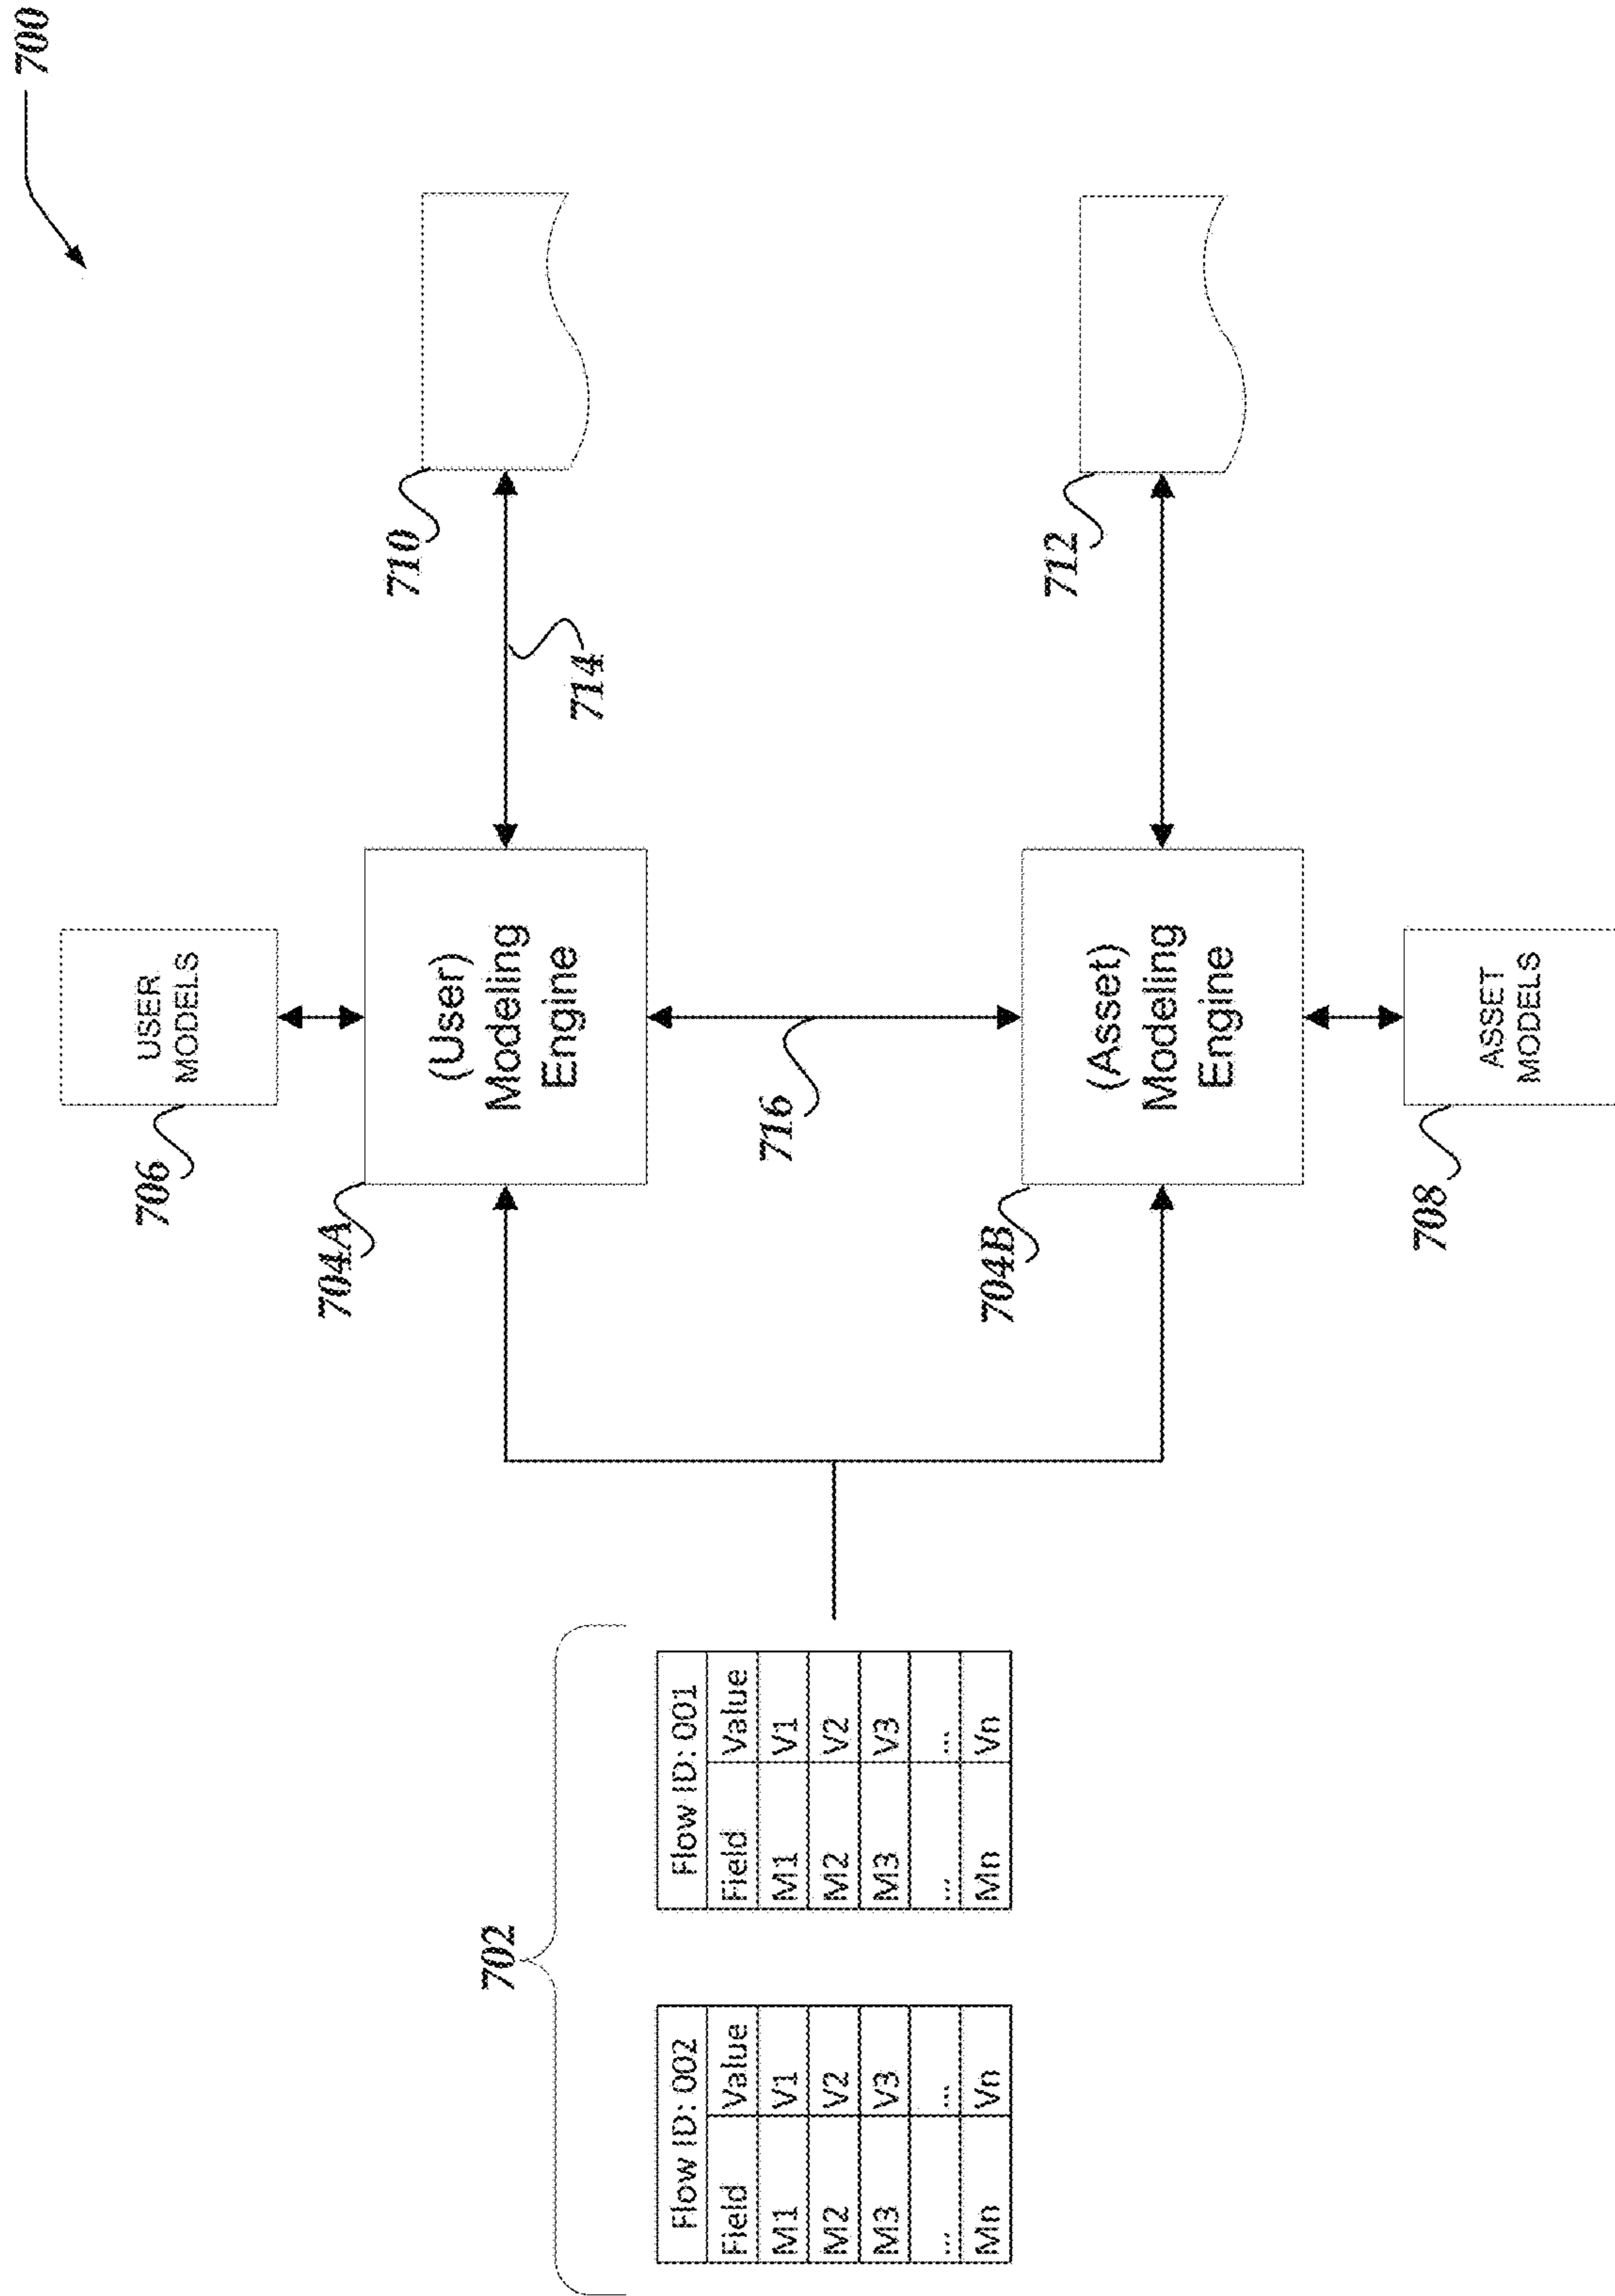 700
USER
MODELS
706
(User)
Modeling
Engine
704A
710
714
716
702
Flow ID: 002
Field Value
M1 V1
M2 V2
M3 V3
... ...
Mn Vn
Flow ID: 001
Field Value
M1 V1
M2 V2
M3 V3
... ...
Mn Vn
(Asset)
Modeling
Engine
704B
712
ASSET
MODELS
708